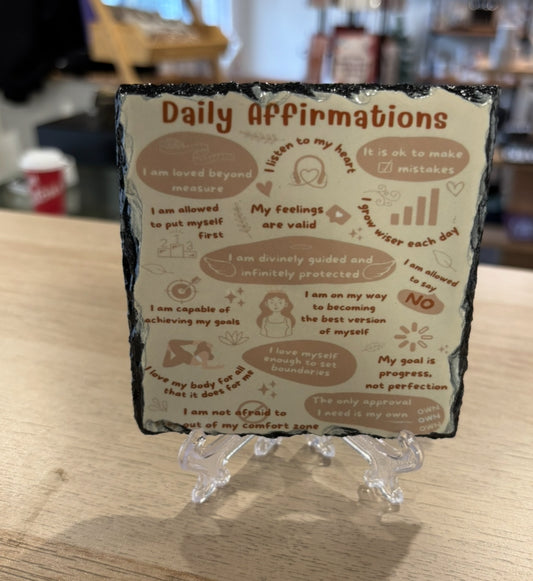 Daily Affirmations
I am loved beyond
measure
I listen to my heart
It is ok to make
mistakes
I am allowed
to put myself
first
My feelings
are valid
I grow wiser each day
I am divinely guided and
infinitely protected
I am allowed
to say
NO
I am capable of
achieving my goals
I am on my way
to becoming
the best version
of myself
I love myself
enough to set
boundaries
My goal is
progress,
not perfection
I love my body for all
that it does for me
I am not afraid to
out of my comfort zone
The only approval
I need is my own
OWN
OWN
OWN